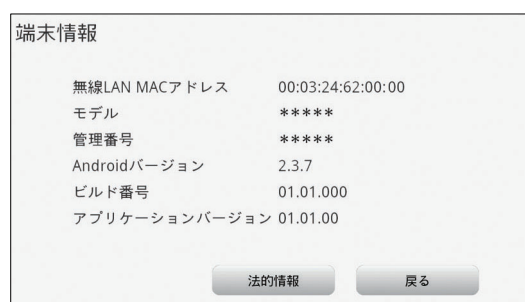 端末情報
無線LAN MACアドレス 00:03:24:62:00:00
モデル *****
管理番号 *****
Androidバージョン 2.3.7
ビルド番号 01.01.000
アプリケーションバージョン 01.01.00
法的情報 戻る